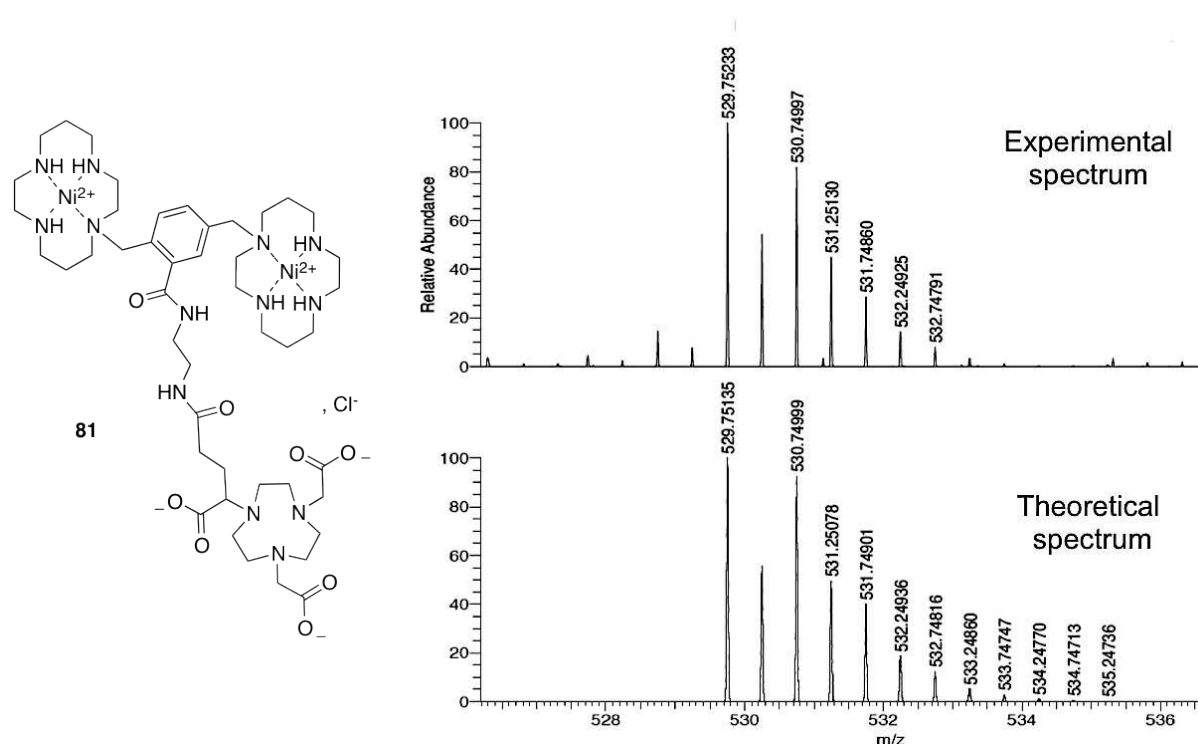 NH HN
Ni2+
NH N
N HN
Ni2+
NH HN
O
NH
HN
O
, Cl-
81
O
O –
– O
O
N N
N
O
O –
Experimental
spectrum
Relative Abundance
100
80
60
40
20
0
529.75233
530.74997
531.25130
531.74860
532.24925
532.74791
Theoretical
spectrum
100
80
60
40
20
0
529.75135
530.74999
531.25078
531.74901
532.24936
532.74816
533.24860
533.74747
534.24770
534.74713
535.24736
528 530 532 534 536
m/z